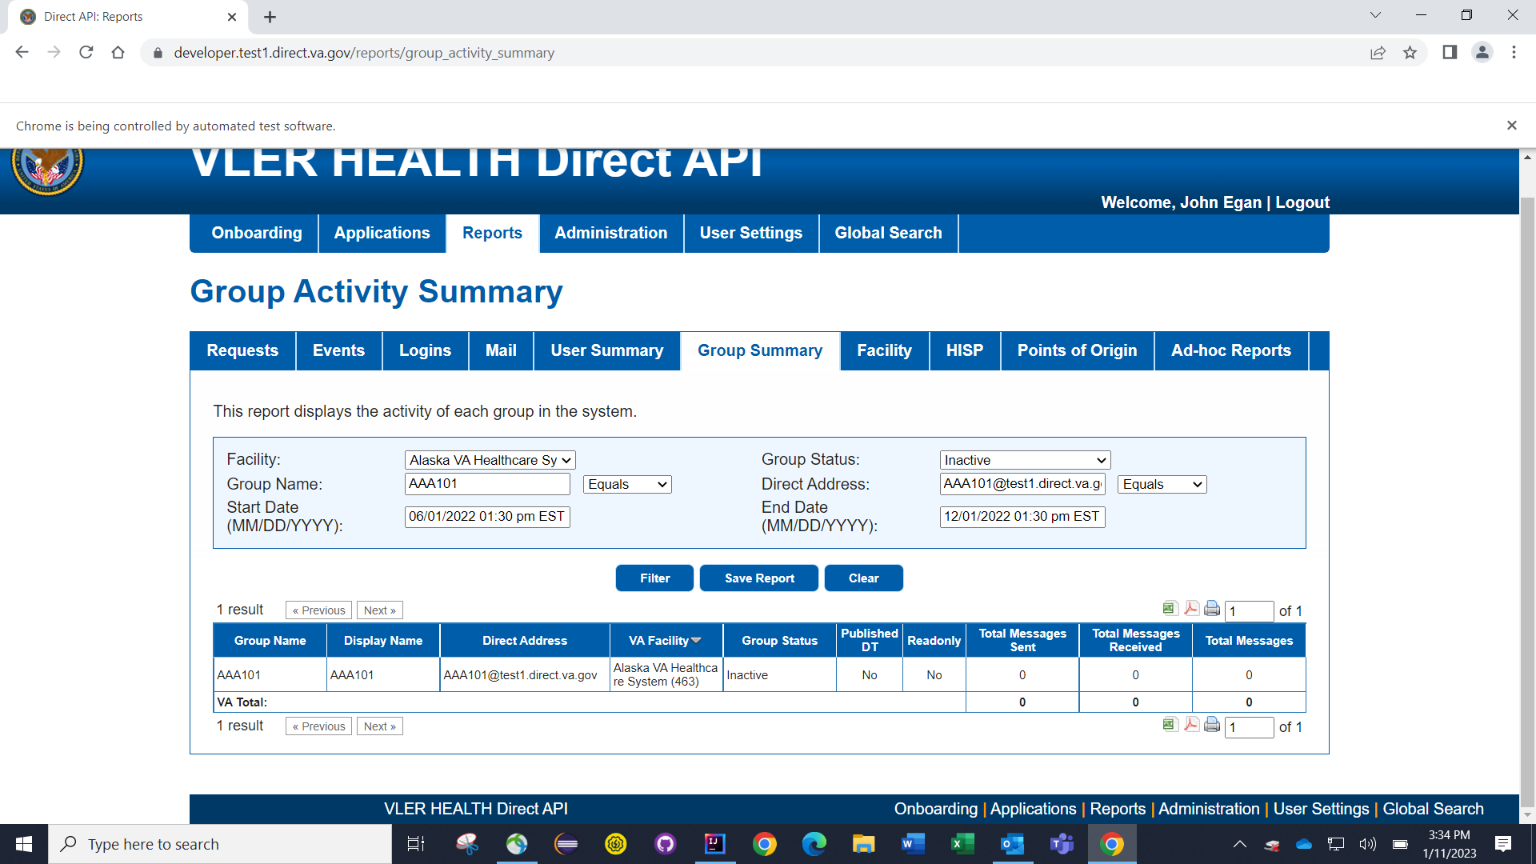 Direct API: Reports
developer.test1.direct.va.gov/reports/group_activity_summary
Chrome is being controlled by automated test software.
VLER HEALTH Direct API
Welcome, John Egan | Logout
Onboarding Applications Reports Administration User Settings Global Search
Group Activity Summary
Requests Events Logins Mail User Summary Group Summary Facility HISP Points of Origin Ad-hoc Reports
This report displays the activity of each group in the system.
Facility: Alaska VA Healthcare Sy Group Status: Inactive
Group Name: AAA101 Equals Direct Address: AAA101@test1.direct.va.g Equals
Start Date (MM/DD/YYYY): 06/01/2022 01:30 pm EST End Date (MM/DD/YYYY): 12/01/2022 01:30 pm EST
Filter Save Report Clear
1 result « Previous Next » 1 of 1
Group Name Display Name Direct Address VA Facility Group Status Published DT Readonly Total Messages Sent Total Messages Received Total Messages
AAA101 AAA101 AAA101@test1.direct.va.gov Alaska VA Healthca re System (463) Inactive No No 0 0 0
VA Total: 0 0 0
1 result « Previous Next » 1 of 1
VLER HEALTH Direct API Onboarding | Applications | Reports | Administration | User Settings | Global Search
Type here to search
3:34 PM
1/11/2023